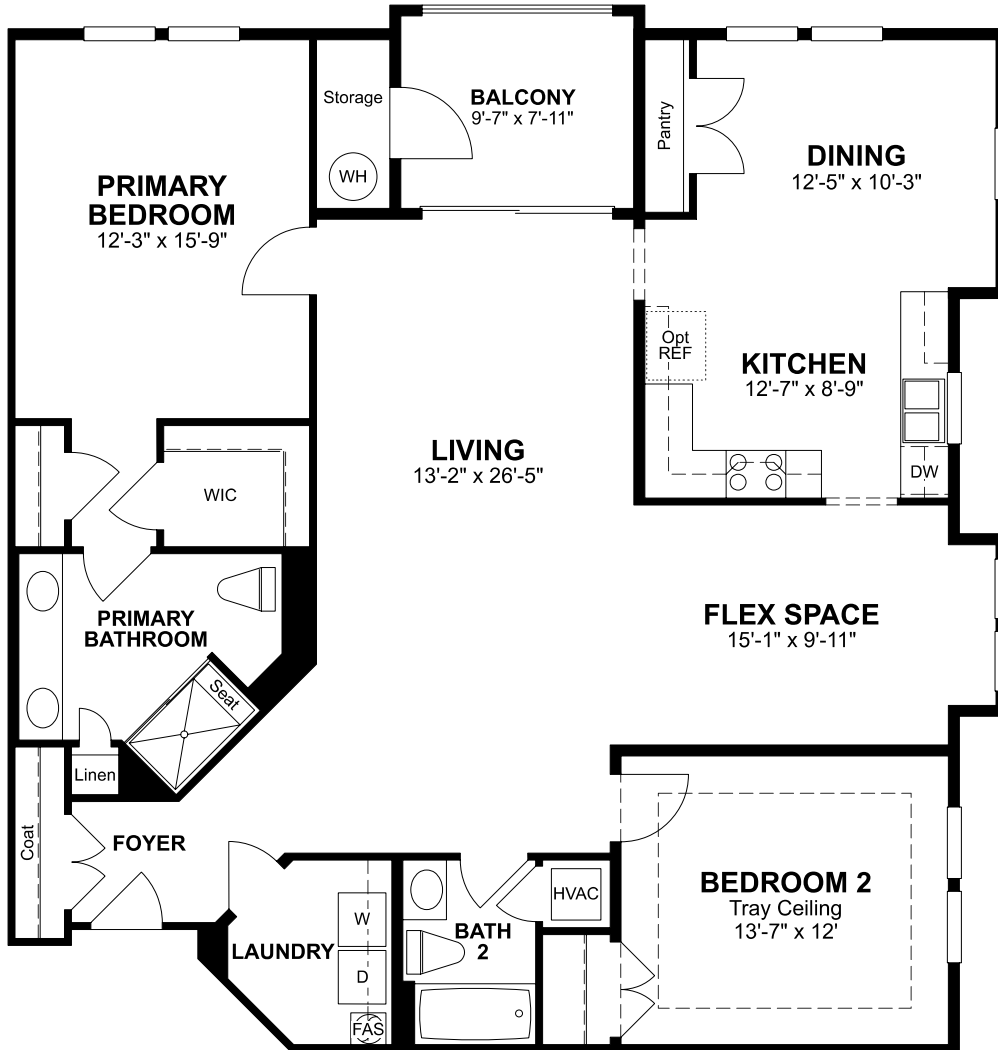 Storage
WH
BALCONY
9'-7" x 7'-11"
Pantry
DINING
12'-5" x 10'-3"
PRIMARY
BEDROOM
12'-3" x 15'-9"
Opt
REF
KITCHEN
12'-7" x 8'-9"
DW
LIVING
13'-2" x 26'-5"
WIC
PRIMARY
BATHROOM
Seat
FLEX SPACE
15'-1" x 9'-11"
Linen
Coat
FOYER
LAUNDRY
W
D
FAS
BATH
2
HVAC
BEDROOM 2
Tray Ceiling
13'-7" x 12'